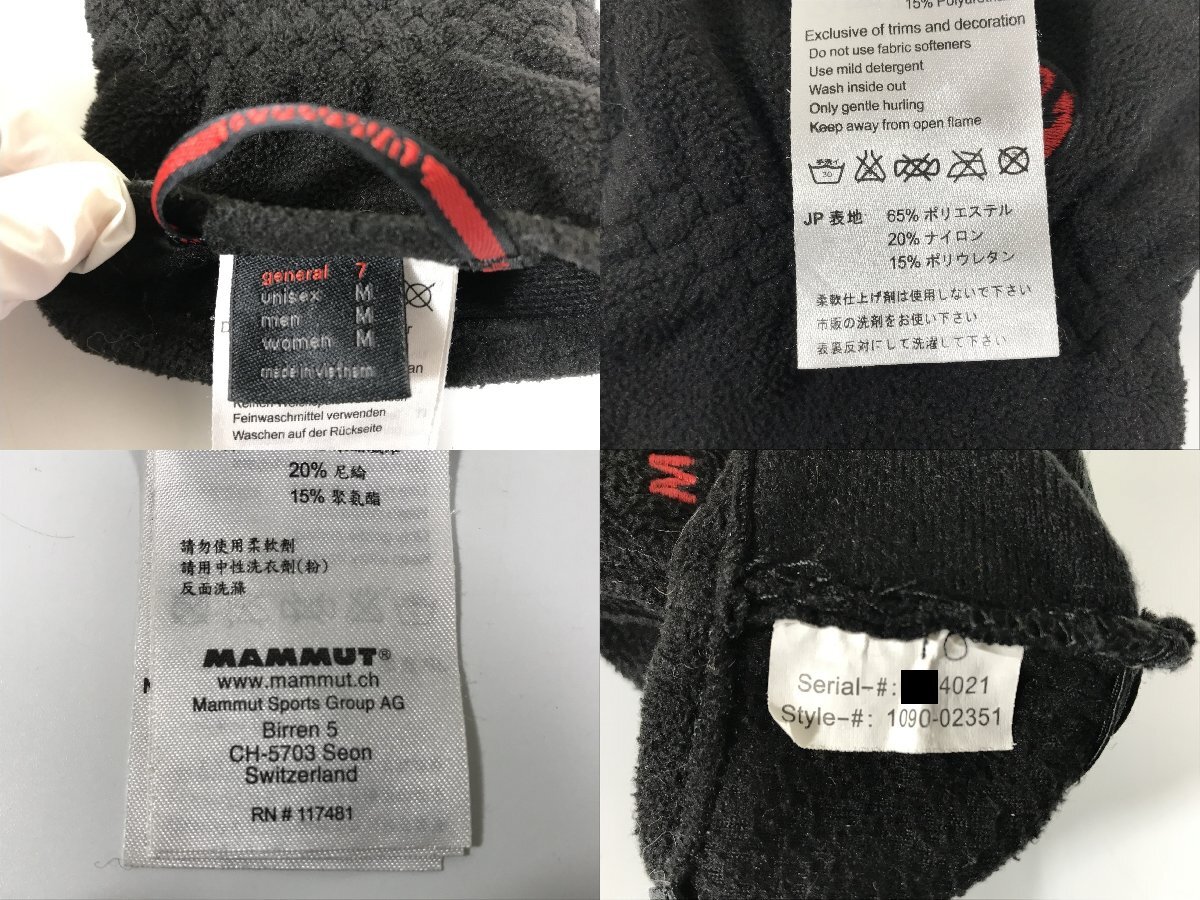 general 7
unisex M
men M
women M
made in vietnam
Feinwaschmittel verwenden
Waschen auf der Rückseite
15%
Exclusive of trims and decoration
Do not use fabric softeners
Use mild detergent
Wash inside out
Only gentle hurling
Keep away from open flame
30
JP 表地 65% ポリエステル
20% ナイロン
15% ポリウレタン
柔軟仕上げ剤は使用しないで下さい
市販の洗剤をお使い下さい
表裏反対にして洗濯して下さい
20% 尼綸
15% 聚氨酯
請勿使用柔軟劑
請用中性洗衣劑(粉)
反面洗滌
MAMMUT®
www.mammut.ch
Mammut Sports Group AG
Birren 5
CH-5703 Seon
Switzerland
RN # 117481
M
Serial-#: 4021
Style-#: 1090-02351